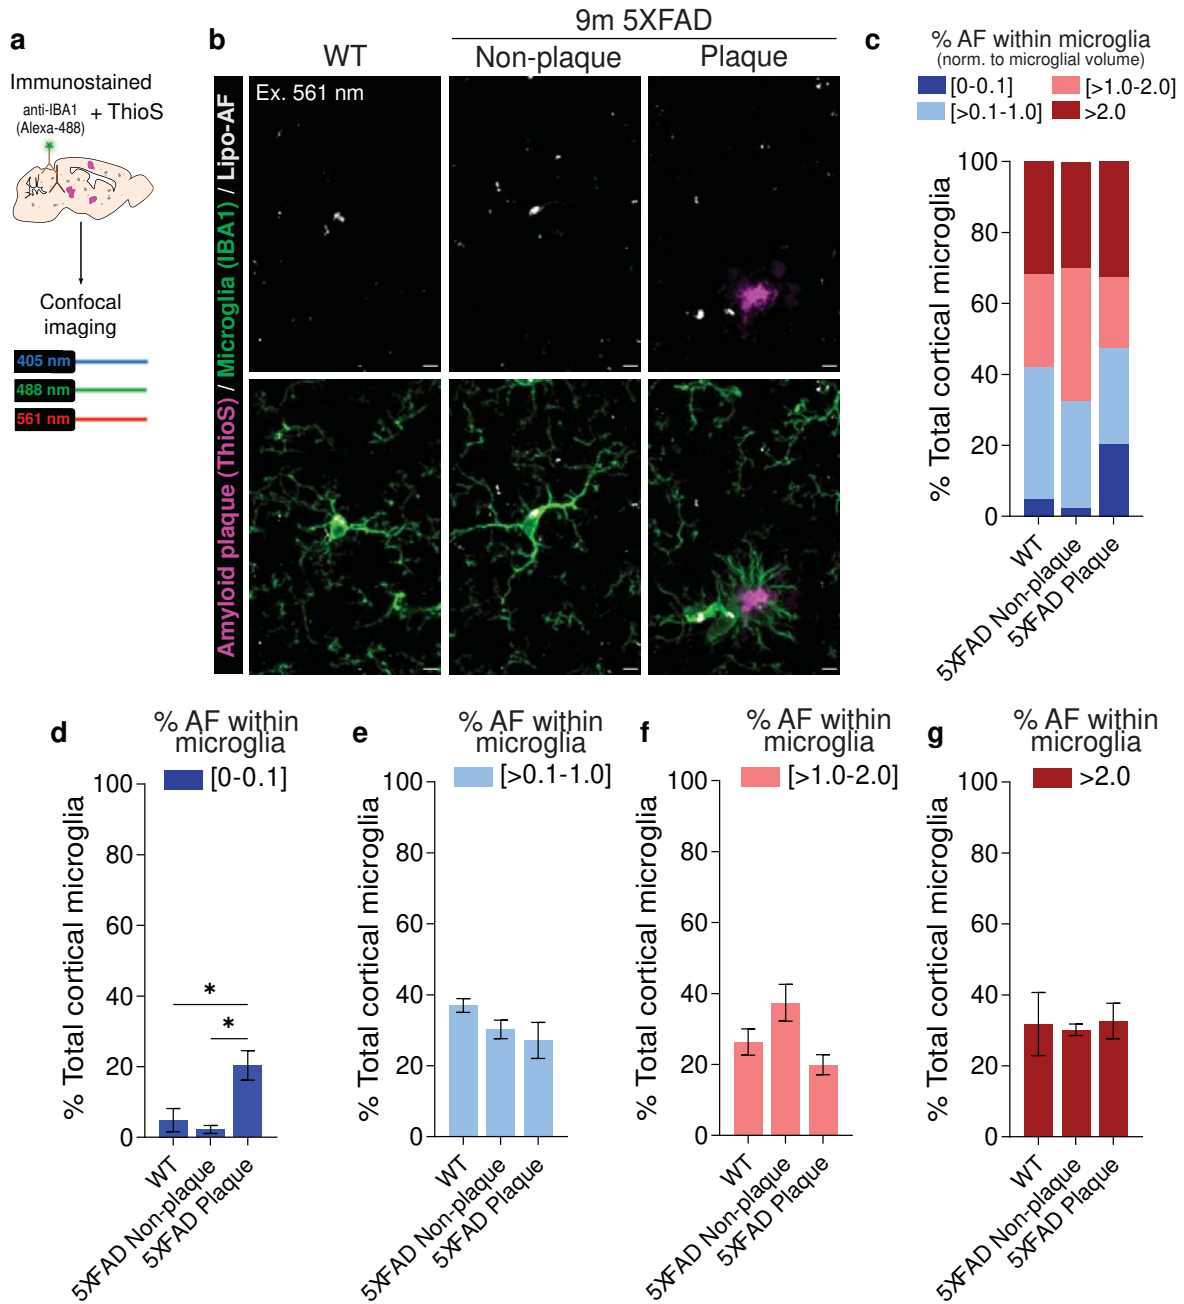 a
Immunostained
anti-IBA1
(Alexa-488)
+ ThioS
Confocal
imaging
405 nm
488 nm
561 nm
b
9m 5XFAD
WT
Non-plaque
Plaque
Ex. 561 nm
Amyloid plaque (ThioS) / Microglia (IBA1) / Lipo-AF
c
% AF within microglia
(norm. to microglial volume)
[0-0.1]
[>1.0-2.0]
[>0.1-1.0]
>2.0
% Total cortical microglia
100
80
60
40
20
0
WT
5XFAD Non-plaque
5XFAD Plaque
d
% AF within
microglia
[0-0.1]
% Total cortical microglia
100
80
60
40
20
0
*
*
WT
5XFAD Non-plaque
5XFAD Plaque
e
% AF within
microglia
[>0.1-1.0]
% Total cortical microglia
100
80
60
40
20
0
WT
5XFAD Non-plaque
5XFAD Plaque
f
% AF within
microglia
[>1.0-2.0]
% Total cortical microglia
100
80
60
40
20
0
WT
5XFAD Non-plaque
5XFAD Plaque
g
% AF within
microglia
>2.0
% Total cortical microglia
100
80
60
40
20
0
WT
5XFAD Non-plaque
5XFAD Plaque